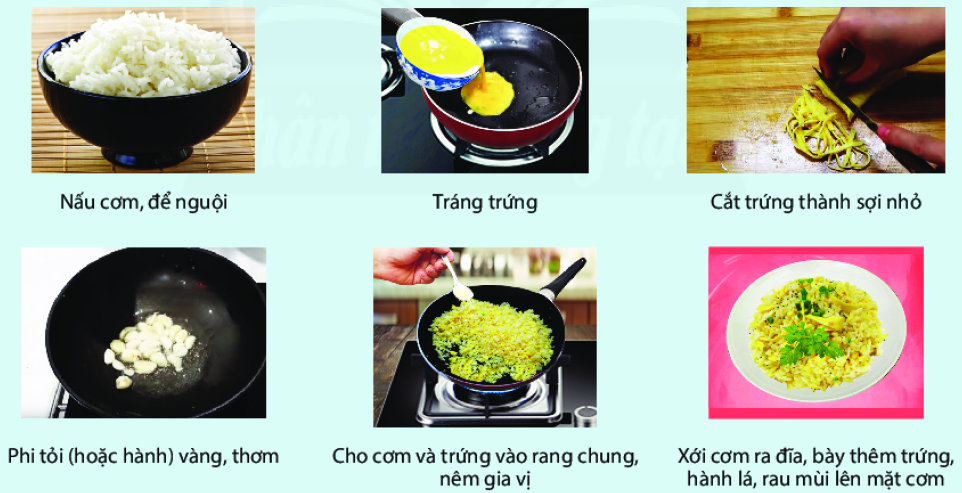 Nấu cơm, để nguội
Tráng trứng
Cắt trứng thành sợi nhỏ
Phi tỏi (hoặc hành) vàng, thơm
Cho cơm và trứng vào rang chung,
nêm gia vị
Xới cơm ra đĩa, bày thêm trứng,
hành lá, rau mùi lên mặt cơm